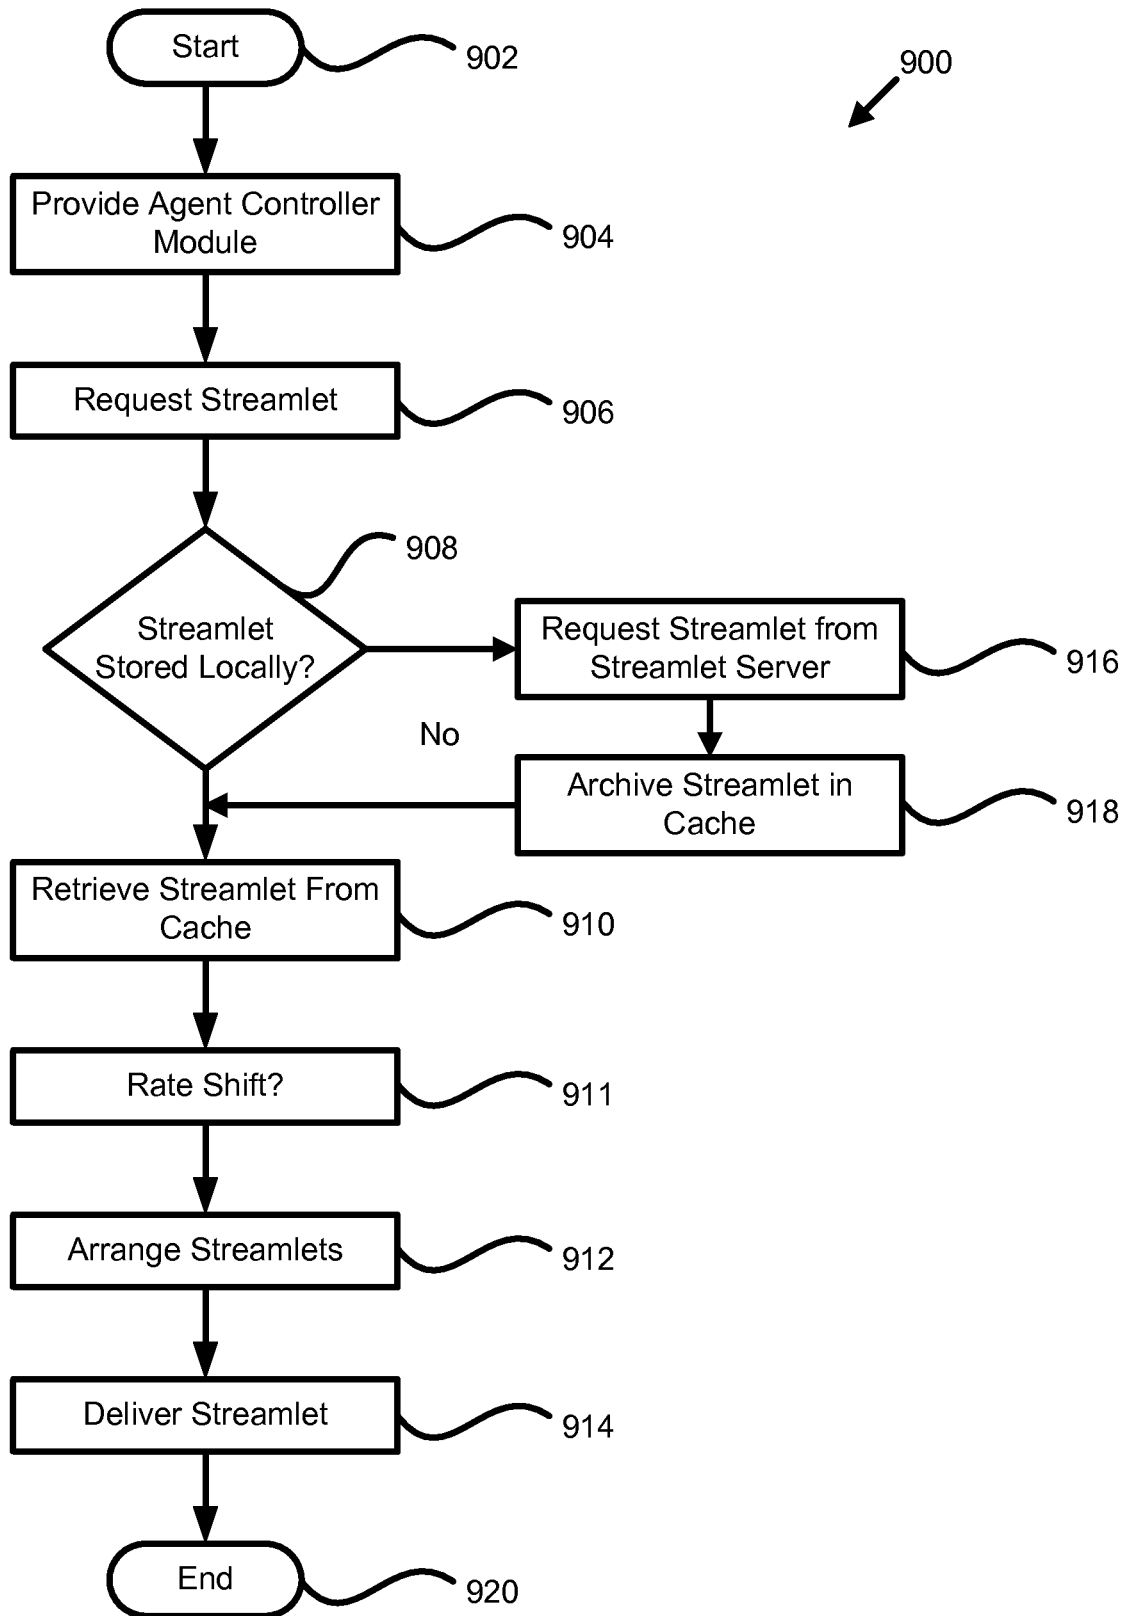 Start
902
900
Provide Agent Controller
Module
904
Request Streamlet
906
908
Streamlet
Stored Locally?
Request Streamlet from
Streamlet Server
916
No
Archive Streamlet in
Cache
918
Retrieve Streamlet From
Cache
910
Rate Shift?
911
Arrange Streamlets
912
Deliver Streamlet
914
End
920